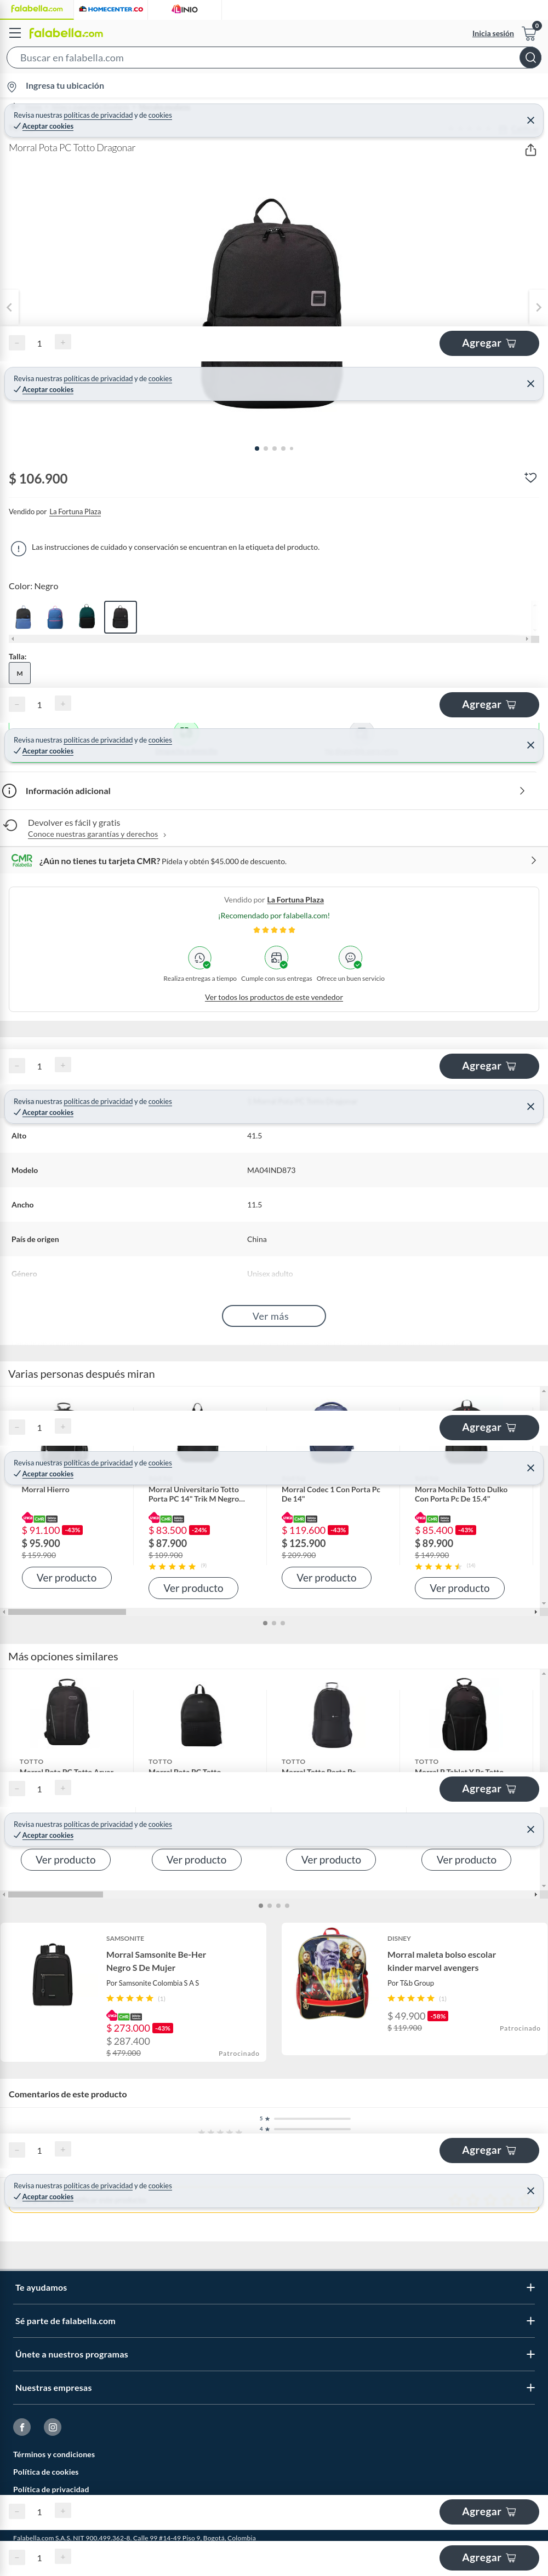 falabella.com HOMECENTER.CO LINIO
falabella.com Inicia sesión 0
Buscar en falabella.com
Ingresa tu ubicación
Revisa nuestras políticas de privacidad y de cookies
Aceptar cookies
Morral Pota PC Totto Dragonar
1 Agregar
Revisa nuestras políticas de privacidad y de cookies
Aceptar cookies
$ 106.900
Vendido por La Fortuna Plaza
Las instrucciones de cuidado y conservación se encuentran en la etiqueta del producto.
Color: Negro
Talla:
M
1 Agregar
Revisa nuestras políticas de privacidad y de cookies
Aceptar cookies
Información adicional
Devolver es fácil y gratis
Conoce nuestras garantías y derechos
CMR Falabella ¿Aún no tienes tu tarjeta CMR? Pídela y obtén $45.000 de descuento.
Vendido por La Fortuna Plaza
¡Recomendado por falabella.com!
Realiza entregas a tiempo Cumple con sus entregas Ofrece un buen servicio
Ver todos los productos de este vendedor
1 Agregar
Revisa nuestras políticas de privacidad y de cookies
Aceptar cookies
Alto 41.5
Modelo MA04IND873
Ancho 11.5
País de origen China
Género Unisex adulto
Ver más
Varias personas después miran
1 Agregar
Revisa nuestras políticas de privacidad y de cookies
Aceptar cookies
Morral Hierro Morral Universitario Totto Morral Codec 1 Con Porta Pc Morra Mochila Totto Dulko
Porta PC 14" Trik M Negro... De 14" Con Porta Pc De 15.4"
$ 91.100 -43% $ 83.500 -24% $ 119.600 -43% $ 85.400 -43%
$ 95.900 $ 87.900 $ 125.900 $ 89.900
$ 159.900 $ 109.900 $ 209.900 $ 149.900
Ver producto Ver producto Ver producto Ver producto
Más opciones similares
TOTTO TOTTO TOTTO TOTTO
1 Agregar
Revisa nuestras políticas de privacidad y de cookies
Aceptar cookies
Ver producto Ver producto Ver producto Ver producto
SAMSONITE
Morral Samsonite Be-Her
Negro S De Mujer
Por Samsonite Colombia S A S
(1)
$ 273.000 -43%
$ 287.400
$ 479.000 Patrocinado
DISNEY
Morral maleta bolso escolar
kinder marvel avengers
Por T&b Group
(1)
$ 49.900 -58%
$ 119.900 Patrocinado
Comentarios de este producto
5
4
1 Agregar
Revisa nuestras políticas de privacidad y de cookies
Aceptar cookies
Te ayudamos
Sé parte de falabella.com
Únete a nuestros programas
Nuestras empresas
Términos y condiciones
Política de cookies
Política de privacidad
1 Agregar
Falabella.com S.A.S. NIT 900.499.362-8. Calle 99 #14-49 Piso 9, Bogotá, Colombia
1 Agregar